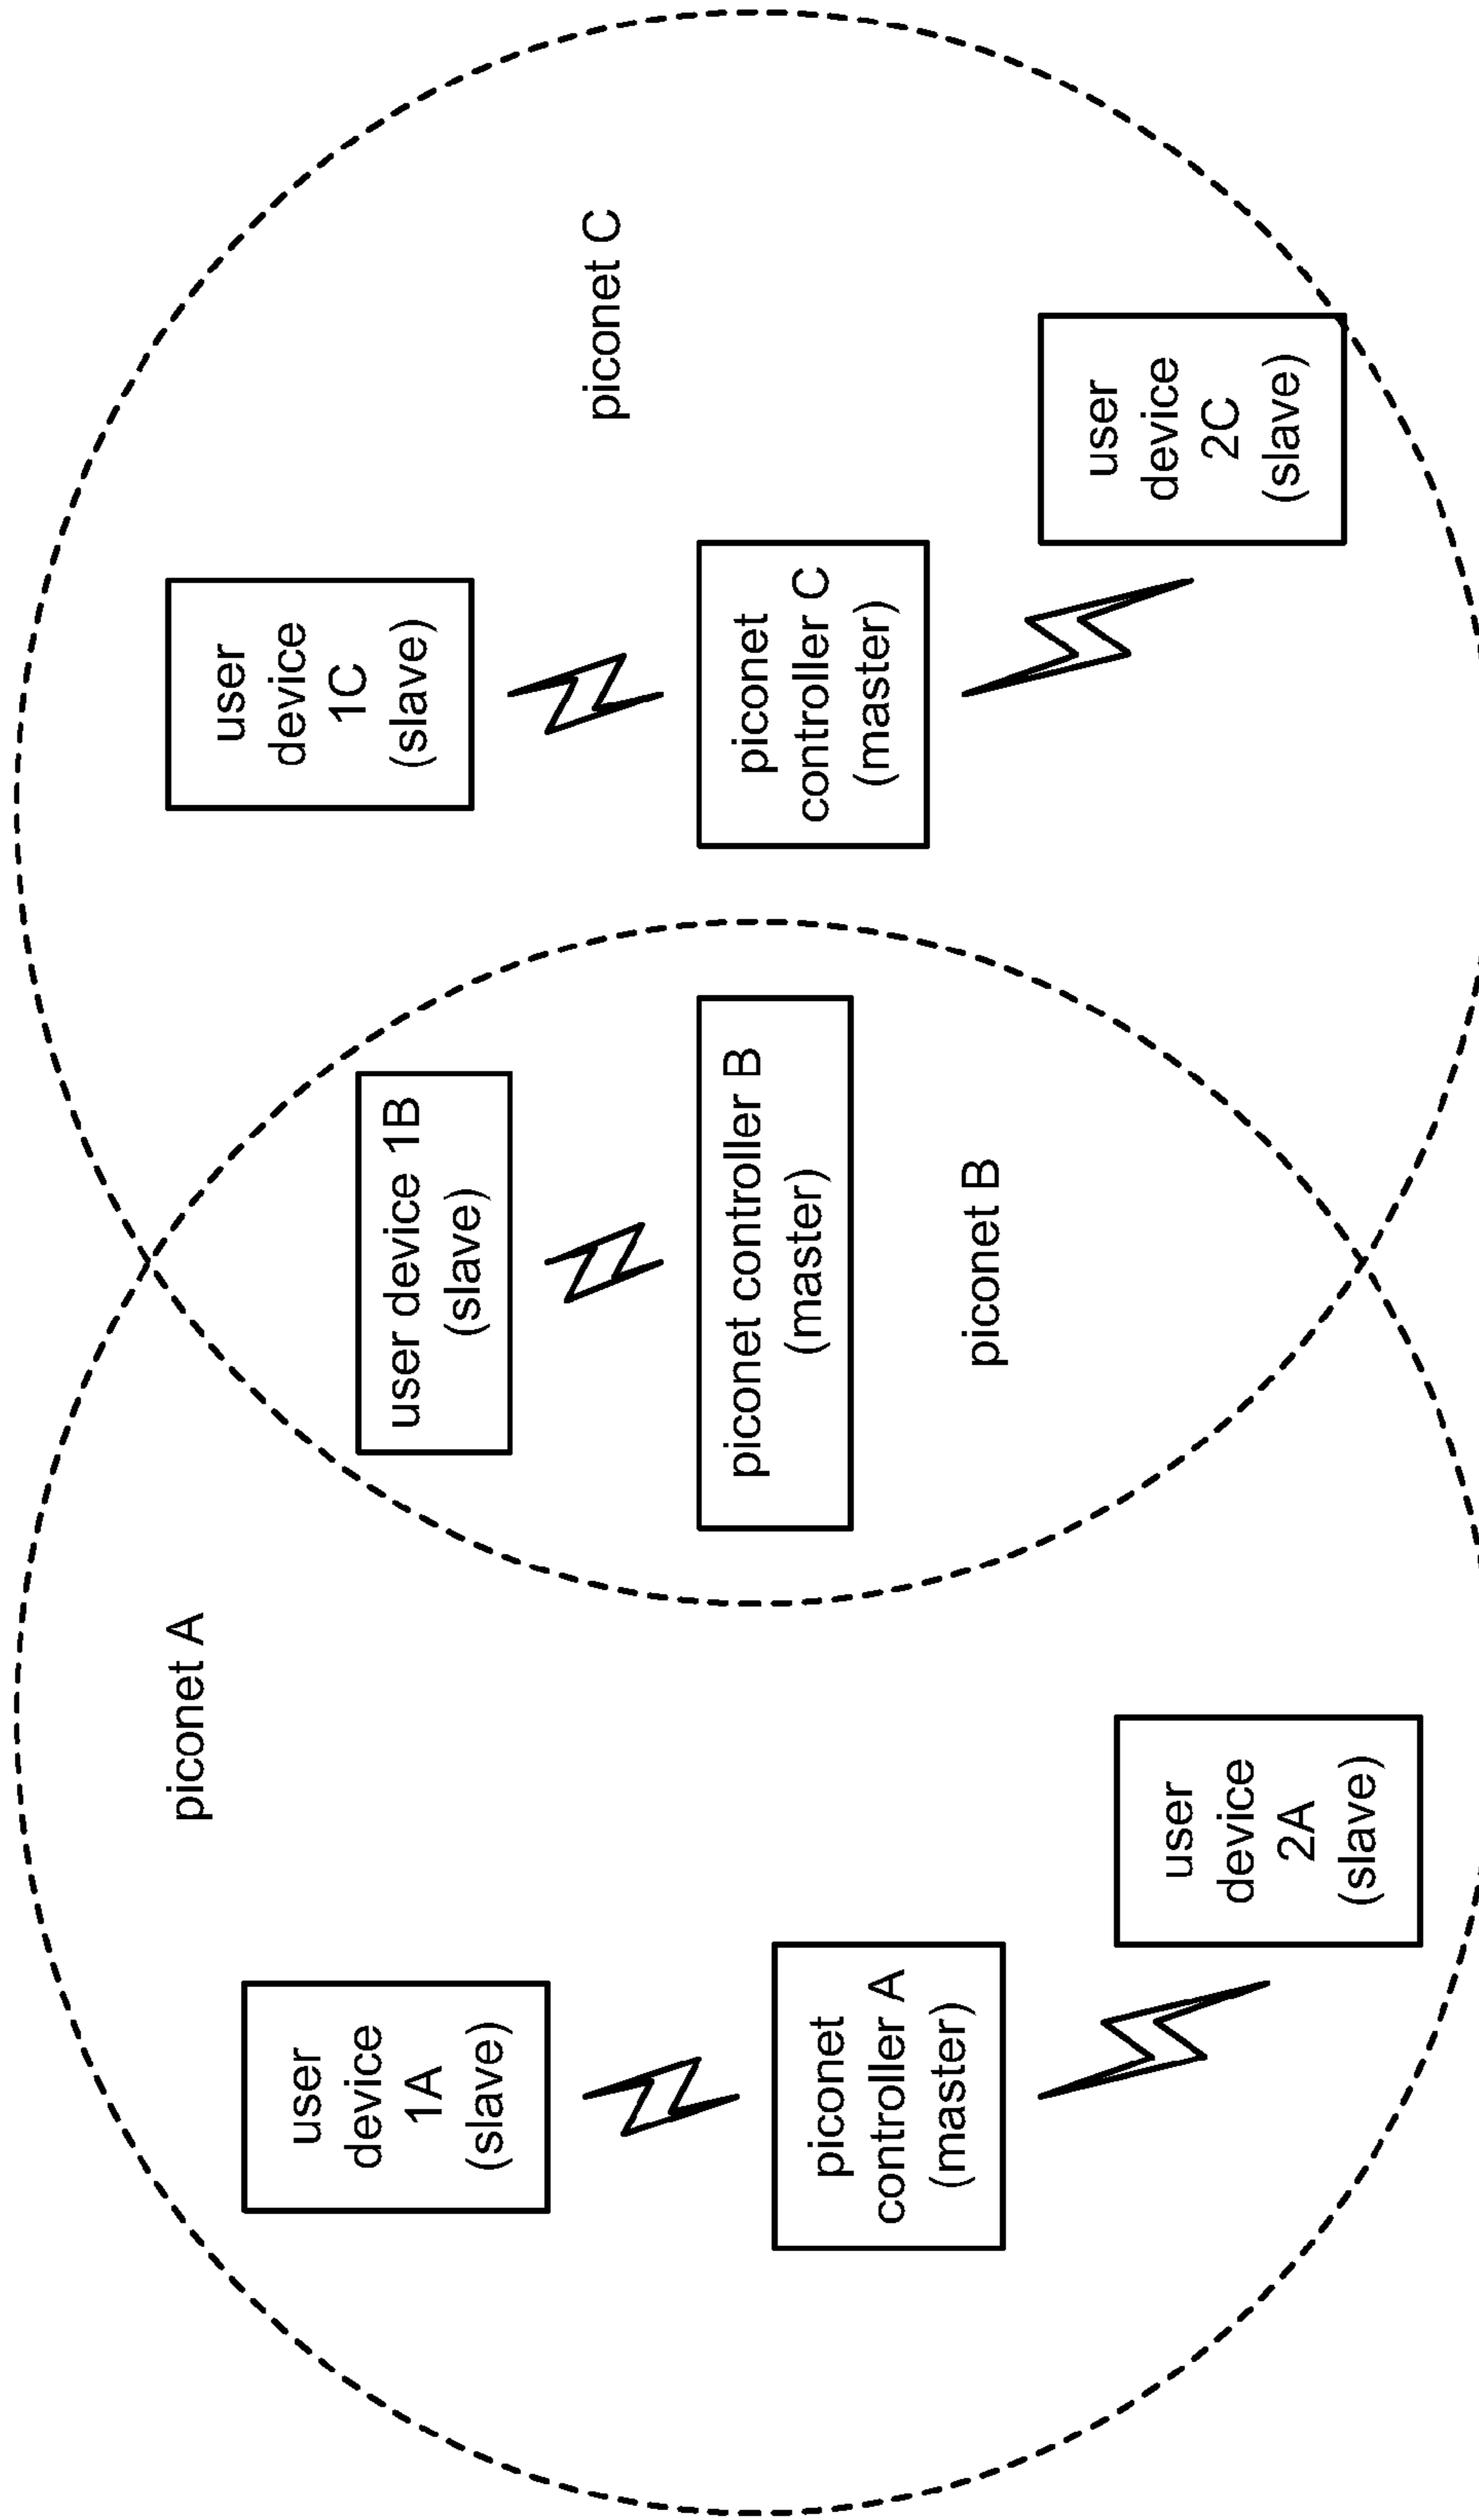 piconet A
user
device
1A
(slave)
piconet
controller A
(master)
user
device
2A
(slave)
user device 1B
(slave)
piconet controller B
(master)
piconet B
user
device
1C
(slave)
piconet C
piconet
controller C
(master)
user
device
2C
(slave)